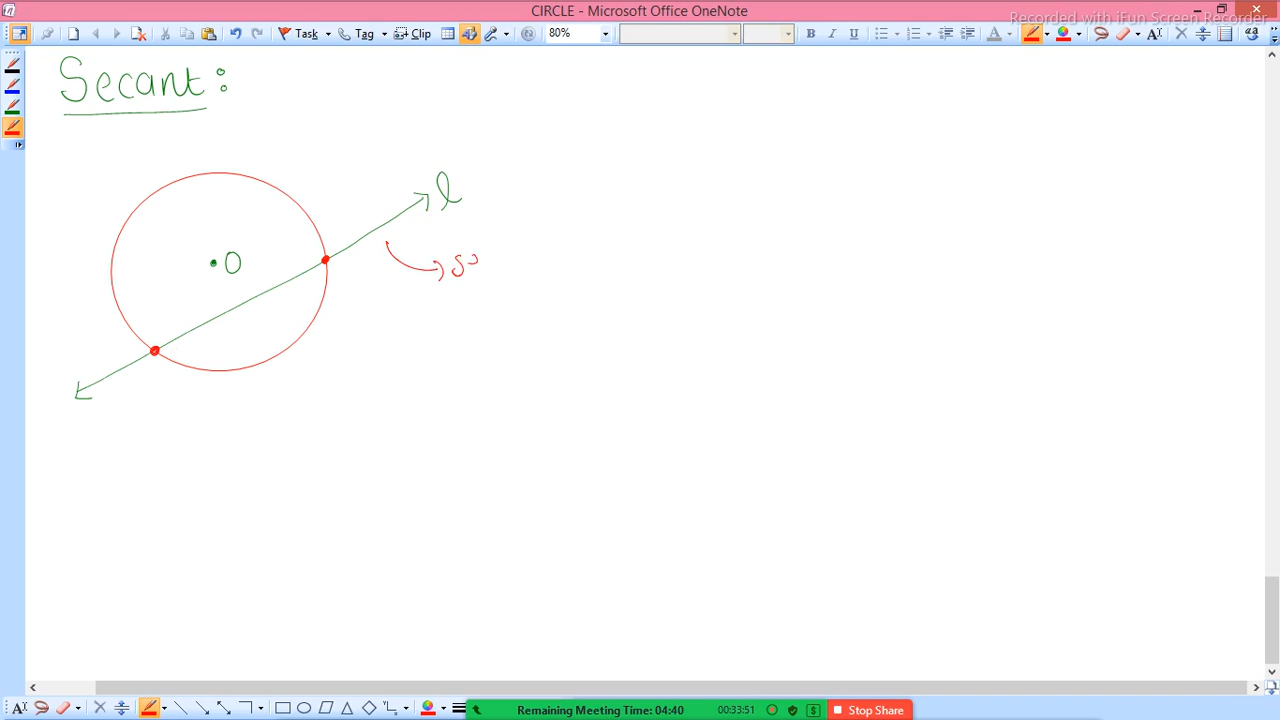 CIRCLE - Microsoft Office OneNote
Recorded with iFun Screen Recorder
Task
Tag
Clip
80%
B I U
A
Secant:
l
O
Remaining Meeting Time: 04:40
00:33:51
Stop Share